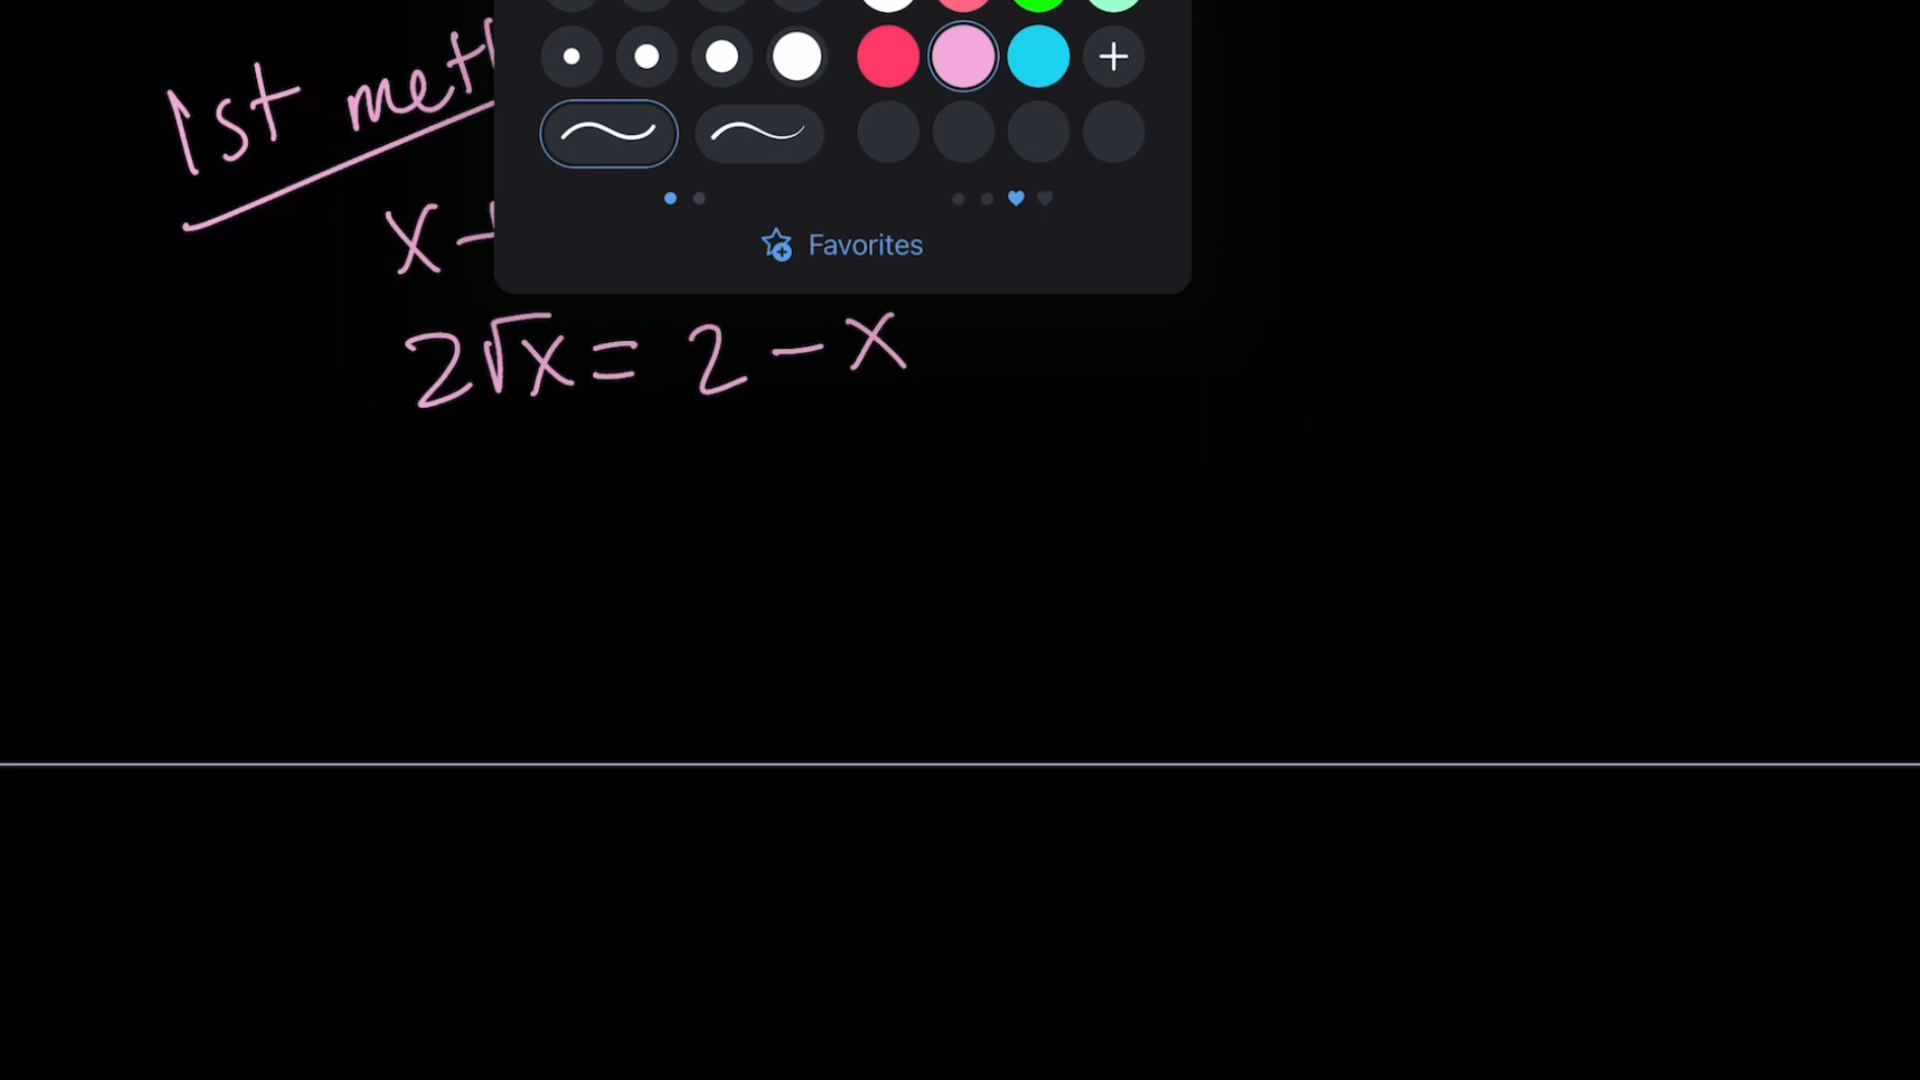 1st met
x +
Favorites
2√x = 2 - x